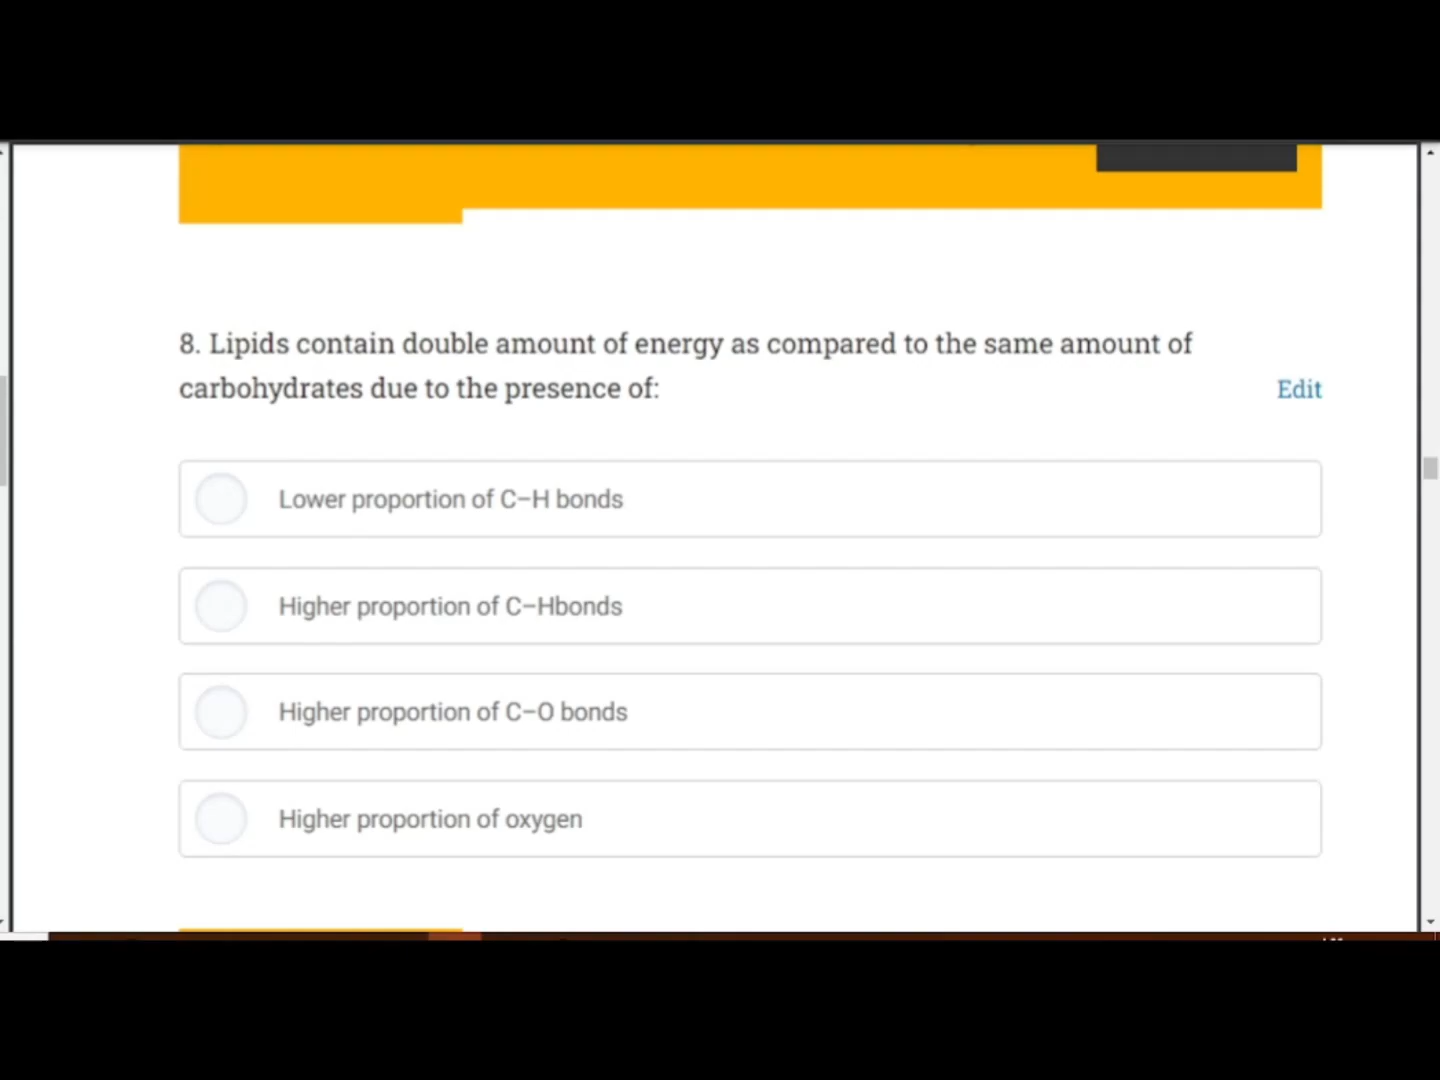 8. Lipids contain double amount of energy as compared to the same amount of
carbohydrates due to the presence of:
Edit
Lower proportion of C–H bonds
Higher proportion of C–Hbonds
Higher proportion of C–O bonds
Higher proportion of oxygen